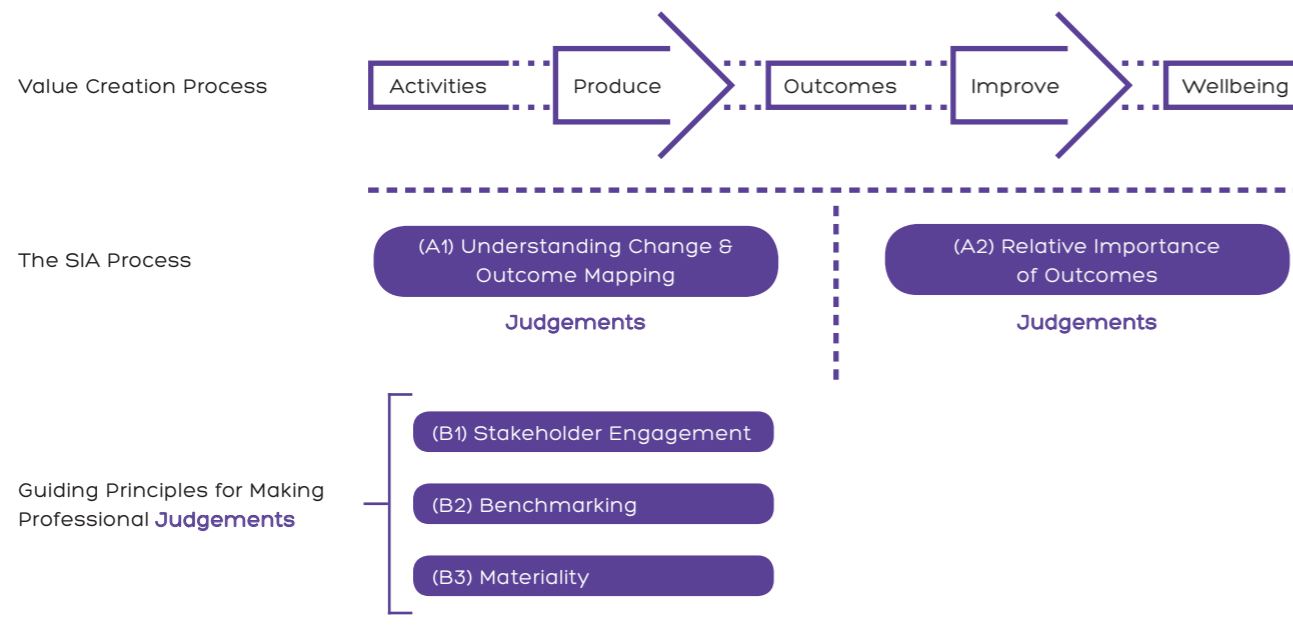 Value Creation Process
Activities
Produce
Outcomes
Improve
Wellbeing
The SIA Process
(A1) Understanding Change &
Outcome Mapping
Judgements
(A2) Relative Importance
of Outcomes
Judgements
Guiding Principles for Making
Professional Judgements
(B1) Stakeholder Engagement
(B2) Benchmarking
(B3) Materiality